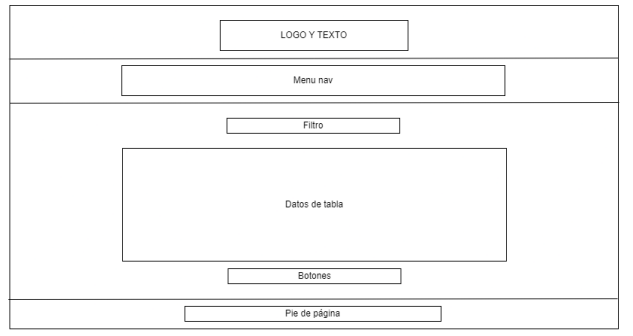 LOGO Y TEXTO
Menu nav
Filtro
Datos de tabla
Botones
Pie de página